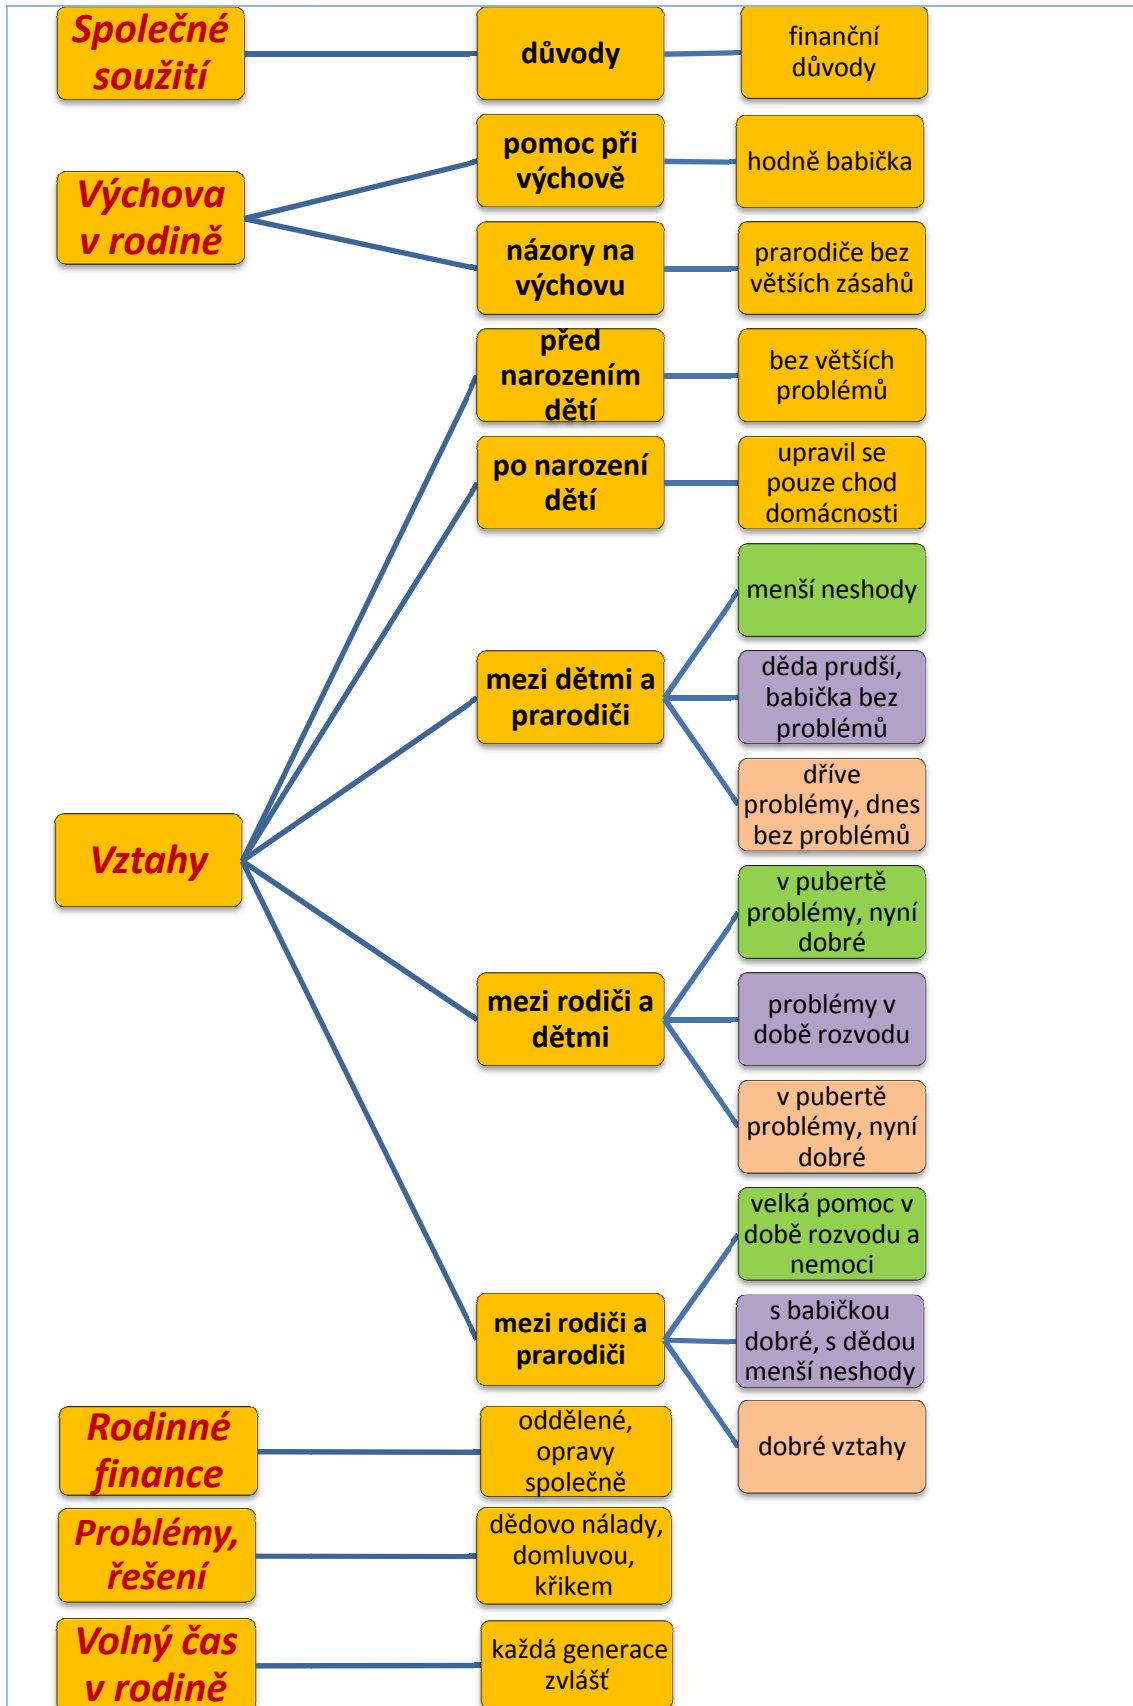 Společné
soužití
důvody
finanční
důvody
Výchova
v rodině
pomoc při
výchově
hodně babička
názory na
výchovu
prarodiče bez
větších zásahů
Vztahy
před
narozením
dětí
bez větších
problémů
po narození
dětí
upravil se
pouze chod
domácnosti
mezi dětmi a
prarodiči
menší neshody
děda prudší,
babička bez
problémů
dříve
problémy, dnes
bez problémů
mezi rodiči a
dětmi
v pubertě
problémy, nyní
dobré
problémy v
době rozvodu
v pubertě
problémy, nyní
dobré
mezi rodiči a
prarodiči
velká pomoc v
době rozvodu a
nemoci
s babičkou
dobré, s dědou
menší neshody
dobré vztahy
Rodinné
finance
oddělené,
opravy
společně
Problémy,
řešení
dědovo nálady,
domluvou,
křikem
Volný čas
v rodině
každá generace
zvlášť